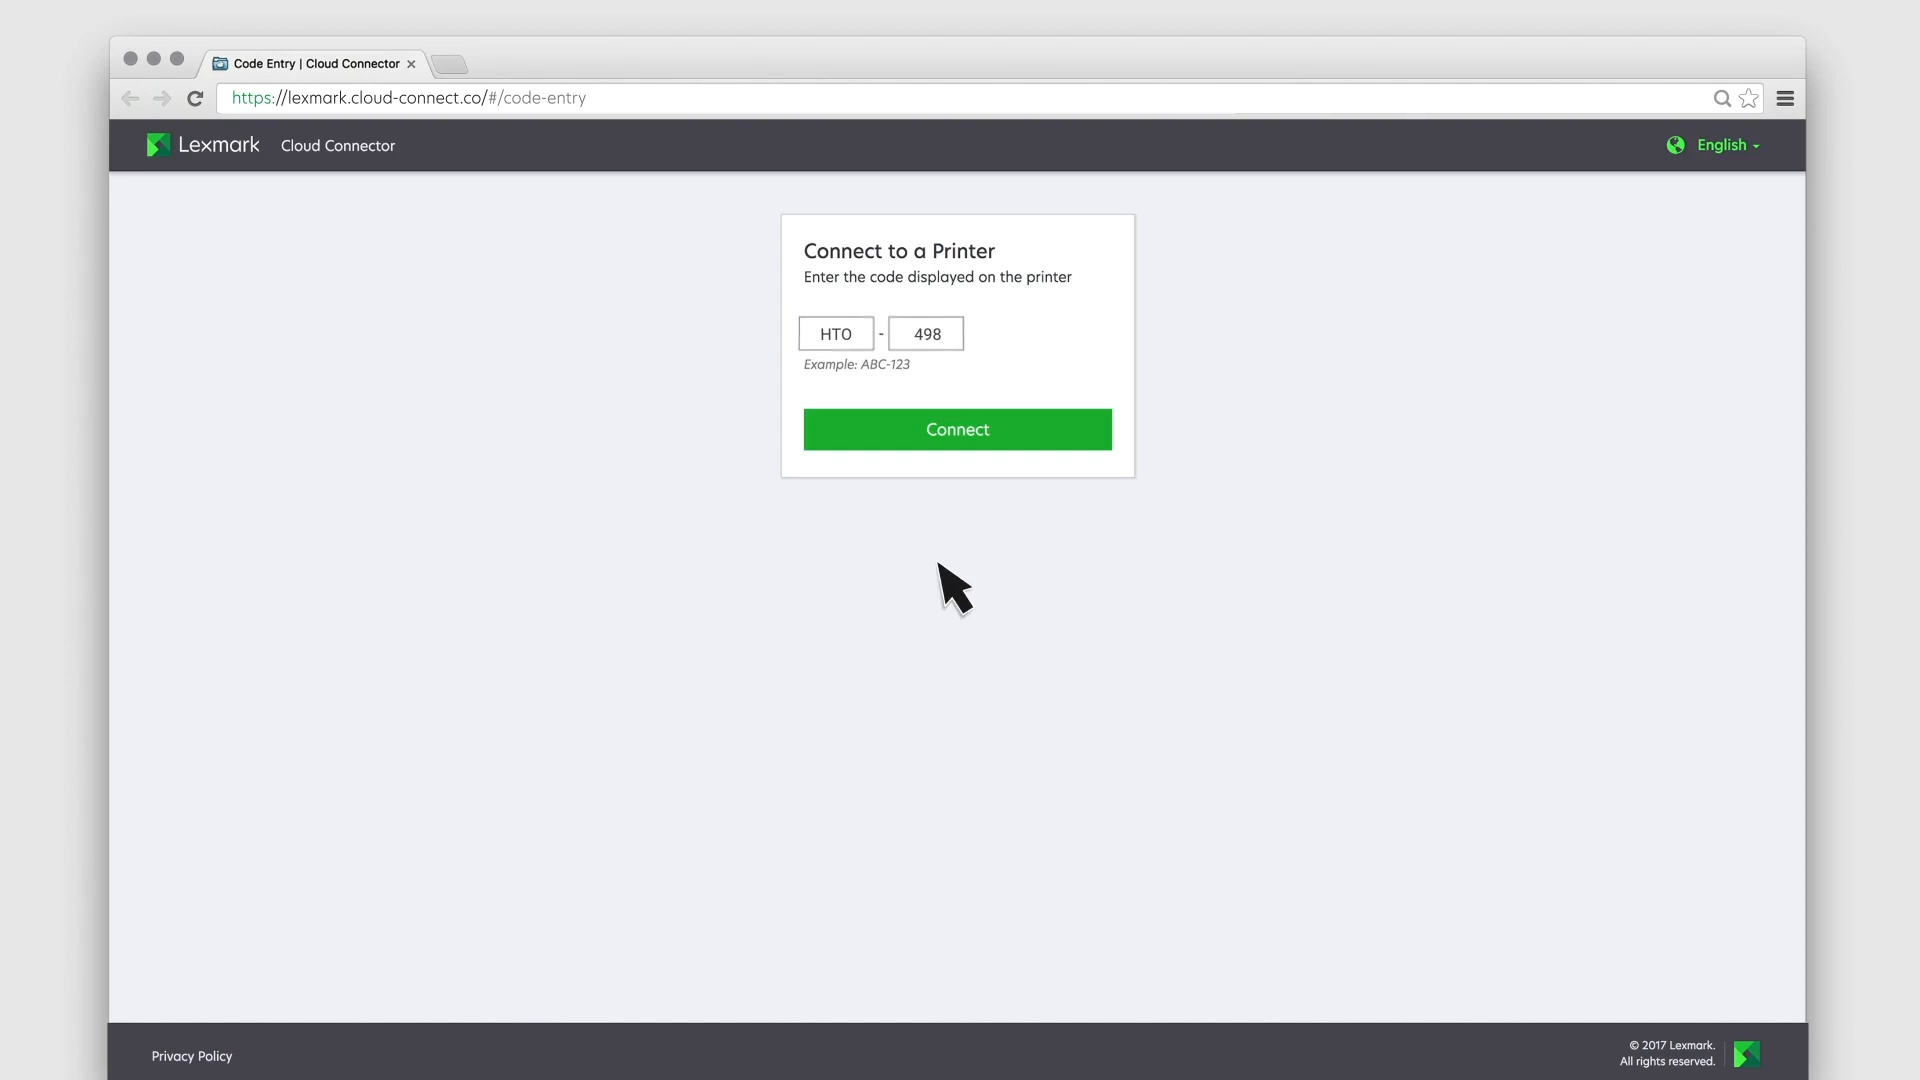 Code Entry | Cloud Connector
https://lexmark.cloud-connect.co/#/code-entry
Lexmark Cloud Connector
English
Connect to a Printer
Enter the code displayed on the printer
HTO - 498
Example: ABC-123
Connect
Privacy Policy
© 2017 Lexmark.
All rights reserved.